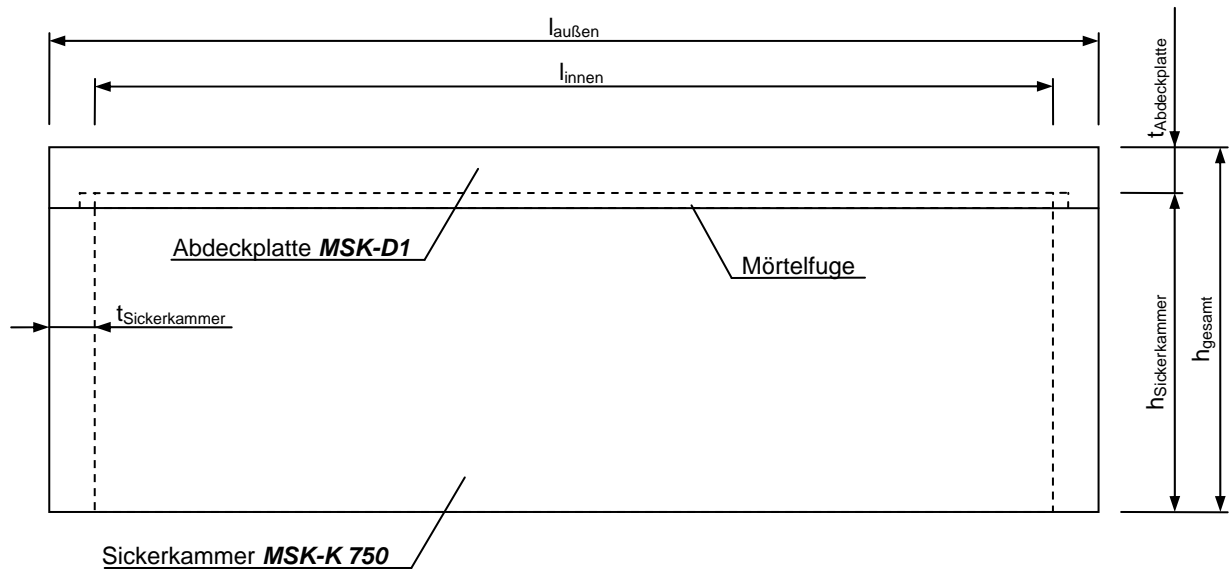 laußen
linnen
tAbdeckplatte
Abdeckplatte MSK-D1
Mörtelfuge
tSickerkammer
hSickerkammer
hgesamt
Sickerkammer MSK-K 750